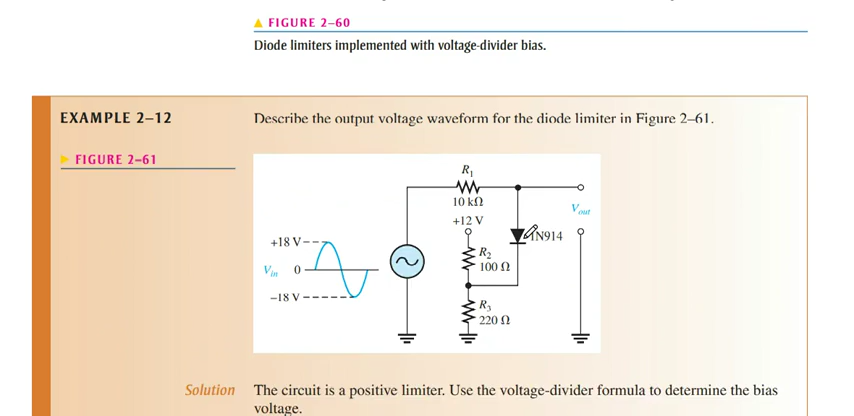 ▲ FIGURE 2–60
Diode limiters implemented with voltage-divider bias.
EXAMPLE 2–12
Describe the output voltage waveform for the diode limiter in Figure 2–61.
▶ FIGURE 2–61
R1
10 kΩ
+12 V
Vout
+18 V
1N914
R2
Vin 0
100 Ω
−18 V
R3
220 Ω
Solution
The circuit is a positive limiter. Use the voltage-divider formula to determine the bias
voltage.